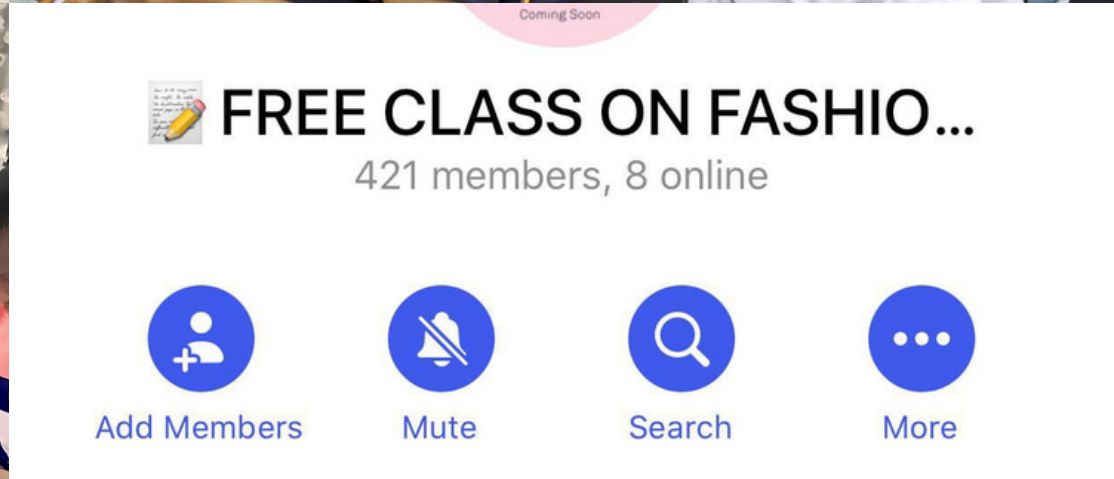 Coming Soon
📝 FREE CLASS ON FASHIO...
421 members, 8 online
Add Members
Mute
Search
More